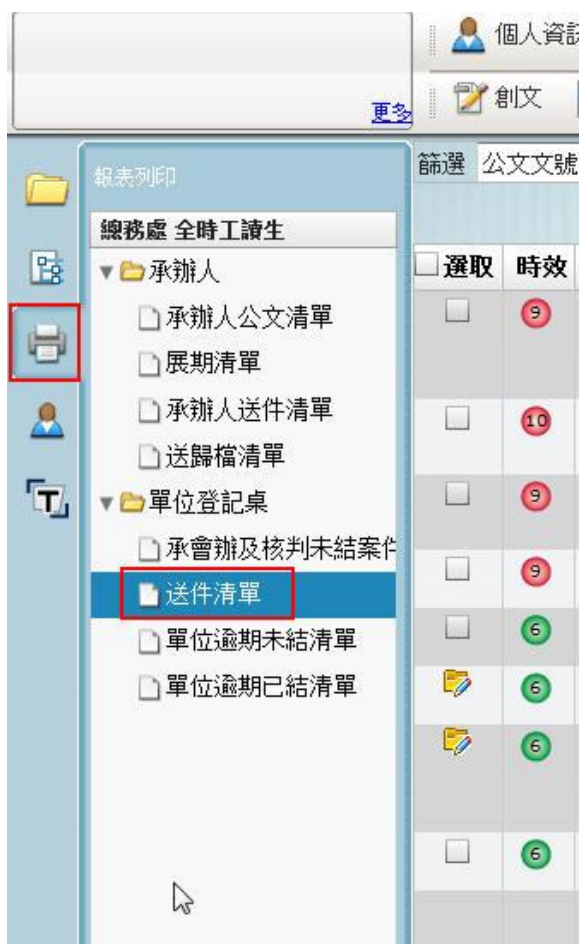 個人資訊
更多
創文
報表列印
篩選 公文文號
總務處 全時工讀生
選取 時效
承辦人
承辦人公文清單
9
展期清單
承辦人送件清單
10
送歸檔清單
T
單位登記桌
9
承會辦及核判未結案件
9
送件清單
單位逾期未結清單
6
單位逾期已結清單
6
6
6